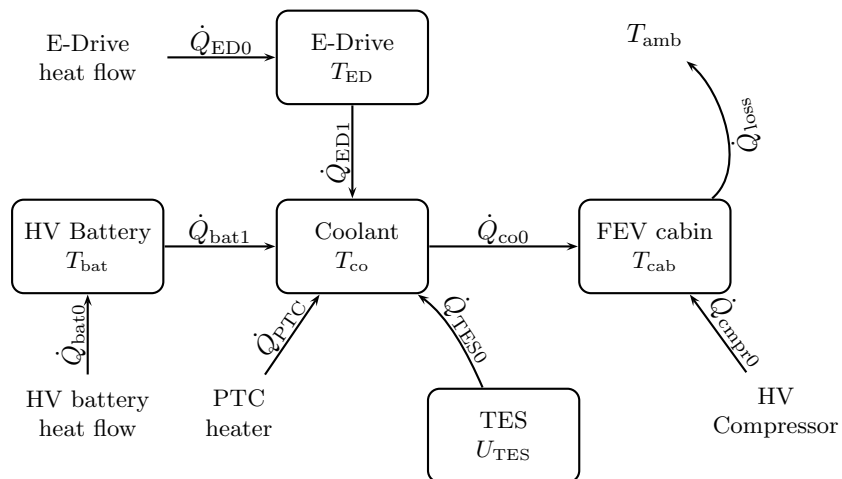 E-Drive
heat flow
Q̇ED0
E-Drive
TED
Tamb
Q̇loss
Q̇ED1
HV Battery
Tbat
Q̇bat1
Coolant
Tco
Q̇co0
FEV cabin
Tcab
Q̇bat0
Q̇PTC
Q̇TES0
Q̇cmpr0
HV battery
heat flow
PTC
heater
TES
UTES
HV
Compressor